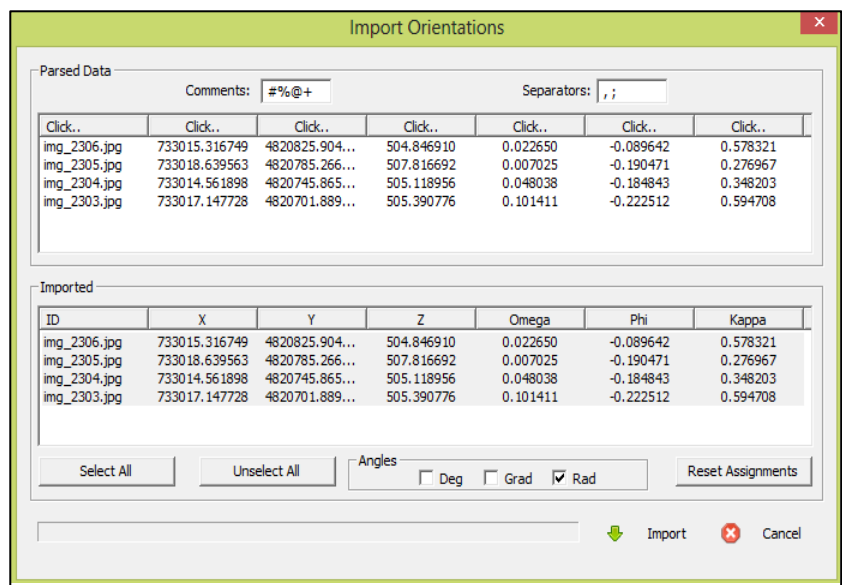 Import Orientations
Parsed Data
Comments: #%@+ Separators: ,;
Click.. Click.. Click.. Click.. Click.. Click.. Click..
img_2306.jpg 733015.316749 4820825.904... 504.846910 0.022650 -0.089642 0.578321
img_2305.jpg 733018.639563 4820785.266... 507.816692 0.007025 -0.190471 0.276967
img_2304.jpg 733014.561898 4820745.865... 505.118956 0.048038 -0.184843 0.348203
img_2303.jpg 733017.147728 4820701.889... 505.390776 0.101411 -0.222512 0.594708
Imported
ID X Y Z Omega Phi Kappa
img_2306.jpg 733015.316749 4820825.904... 504.846910 0.022650 -0.089642 0.578321
img_2305.jpg 733018.639563 4820785.266... 507.816692 0.007025 -0.190471 0.276967
img_2304.jpg 733014.561898 4820745.865... 505.118956 0.048038 -0.184843 0.348203
img_2303.jpg 733017.147728 4820701.889... 505.390776 0.101411 -0.222512 0.594708
Angles
Select All Unselect All Deg Grad Rad Reset Assignments
Import Cancel